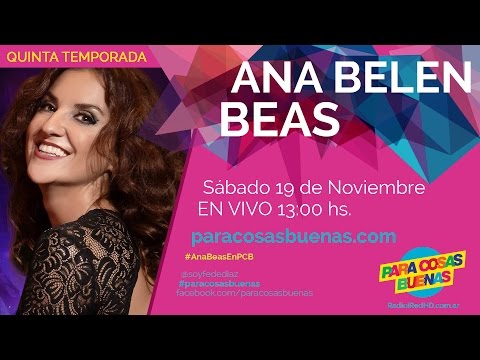 QUINTA TEMPORADA
ANA BELEN
BEAS
Sábado 19 de Noviembre
EN VIVO 13:00 hs.
paracosasbuenas.com
#AnaBeasEnPCB
@soyfedediaz
#paracosasbuenas
facebook.com/paracosasbuenas
PARA COSAS
BUENAS
Radio1RedHD.com.ar